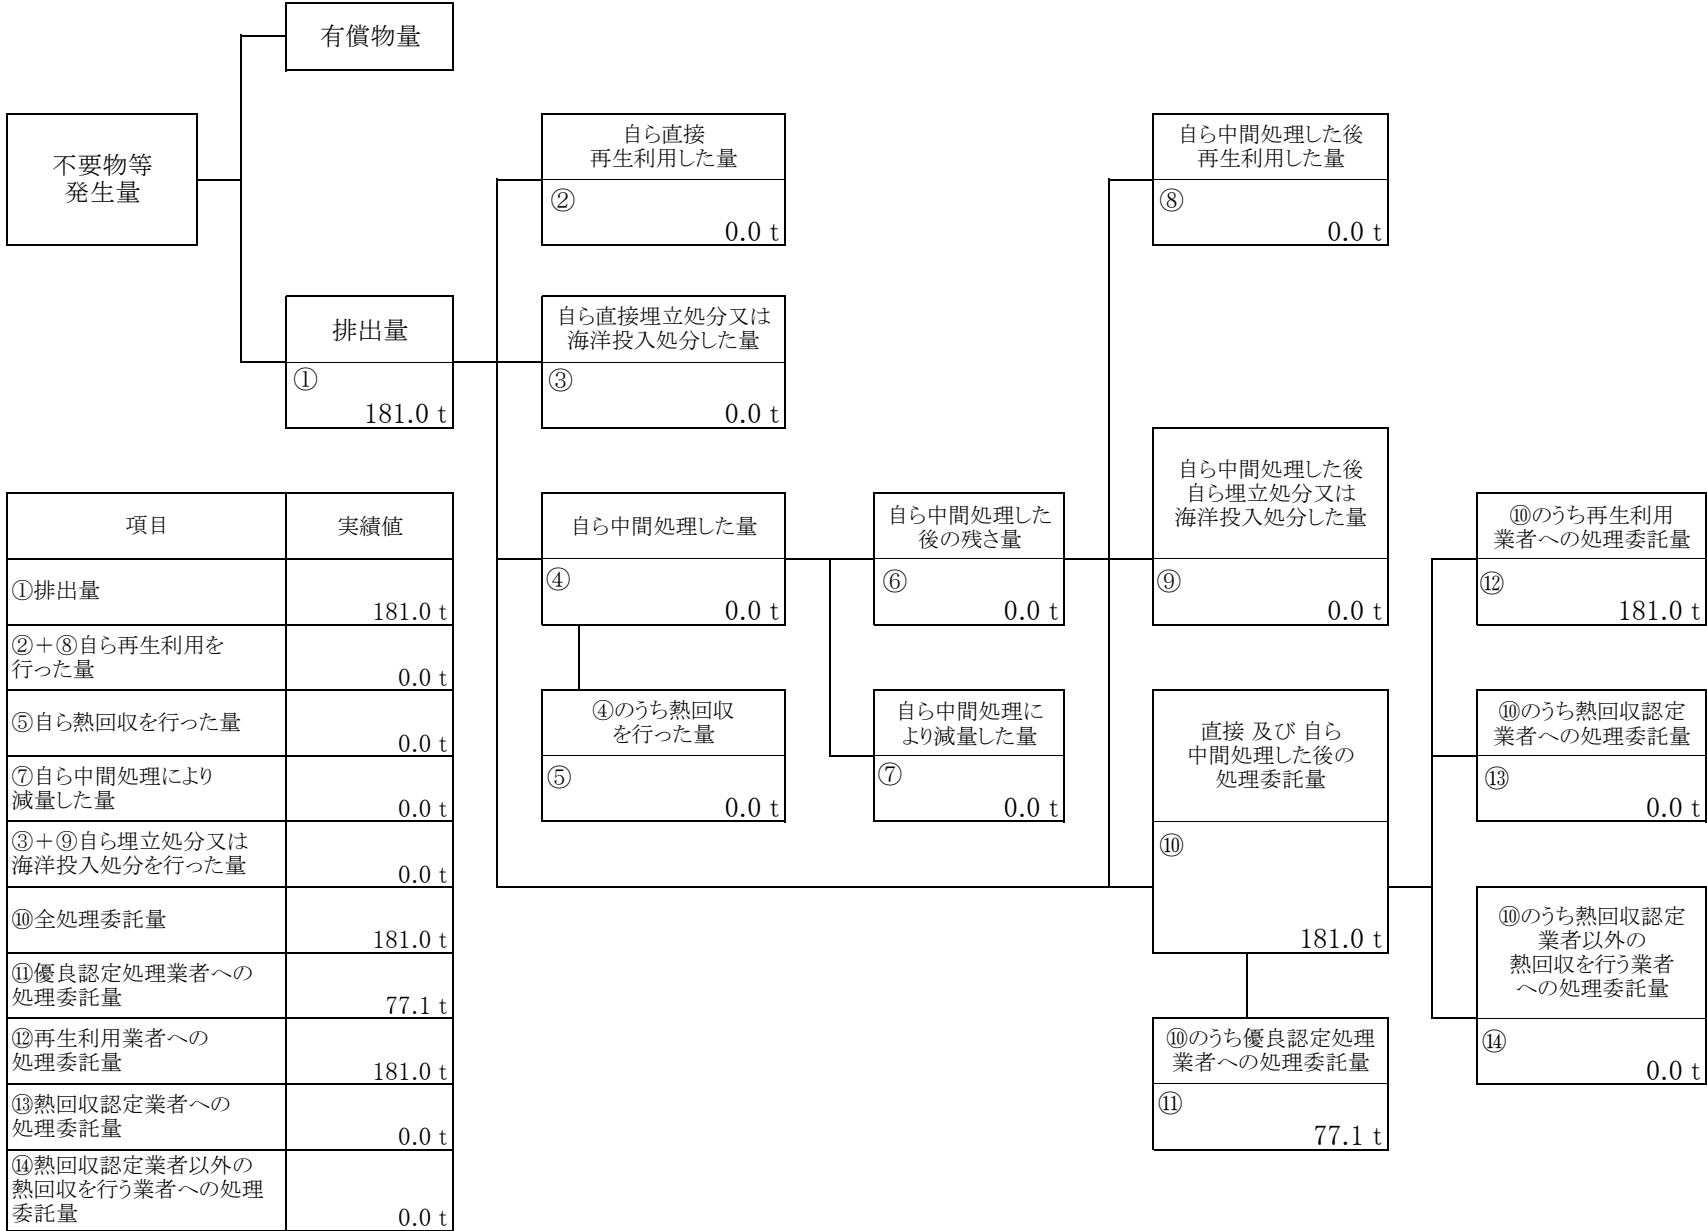 有償物量
不要物等
発生量
排出量
①
181.0 t
自ら直接
再生利用した量
②
0.0 t
自ら直接埋立処分又は
海洋投入処分した量
③
0.0 t
自ら中間処理した量
④
0.0 t
④のうち熱回収
を行った量
⑤
0.0 t
自ら中間処理した
後の残さ量
⑥
0.0 t
自ら中間処理に
より減量した量
⑦
0.0 t
自ら中間処理した後
再生利用した量
⑧
0.0 t
自ら中間処理した後
自ら埋立処分又は
海洋投入処分した量
⑨
0.0 t
直接 及び 自ら
中間処理した後の
処理委託量
⑩
181.0 t
⑩のうち優良認定処理
業者への処理委託量
⑪
77.1 t
⑩のうち再生利用
業者への処理委託量
⑫
181.0 t
⑩のうち熱回収認定
業者への処理委託量
⑬
0.0 t
⑩のうち熱回収認定
業者以外の
熱回収を行う業者
への処理委託量
⑭
0.0 t
項目 実績値
①排出量
181.0 t
②+⑧自ら再生利用を
行った量
0.0 t
⑤自ら熱回収を行った量
0.0 t
⑦自ら中間処理により
減量した量
0.0 t
③+⑨自ら埋立処分又は
海洋投入処分を行った量
0.0 t
⑩全処理委託量
181.0 t
⑪優良認定処理業者への
処理委託量
77.1 t
⑫再生利用業者への
処理委託量
181.0 t
⑬熱回収認定業者への
処理委託量
0.0 t
⑭熱回収認定業者以外の
熱回収を行う業者への処理
委託量
0.0 t